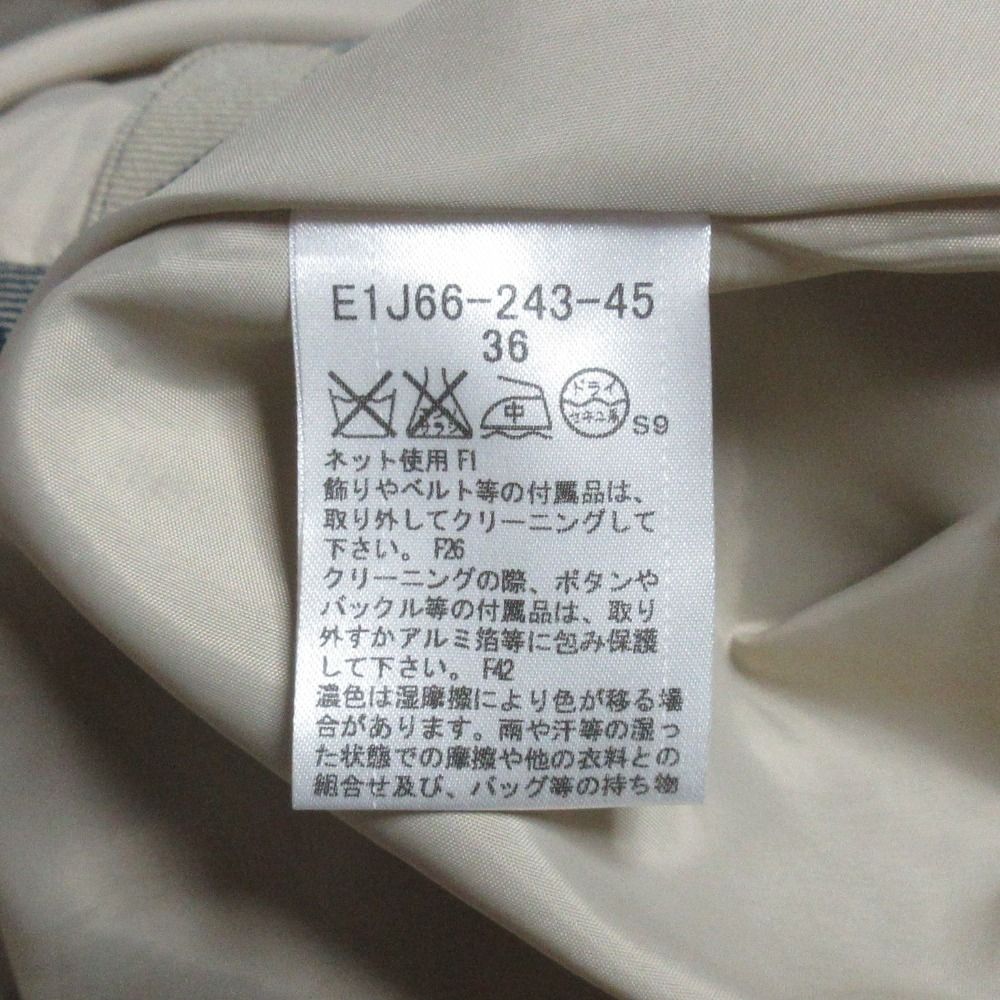 E1J66-243-45
36
中
ドライ
セキユ系
S9
ネット使用 F1
飾りやベルト等の付属品は、
取り外してクリーニングして
下さい。 F26
クリーニングの際、ボタンや
バックル等の付属品は、取り
外すかアルミ箔等に包み保護
して下さい。 F42
濃色は湿摩擦により色が移る場
合があります。雨や汗等の湿っ
た状態での摩擦や他の衣料との
組合せ及び、バッグ等の持ち物